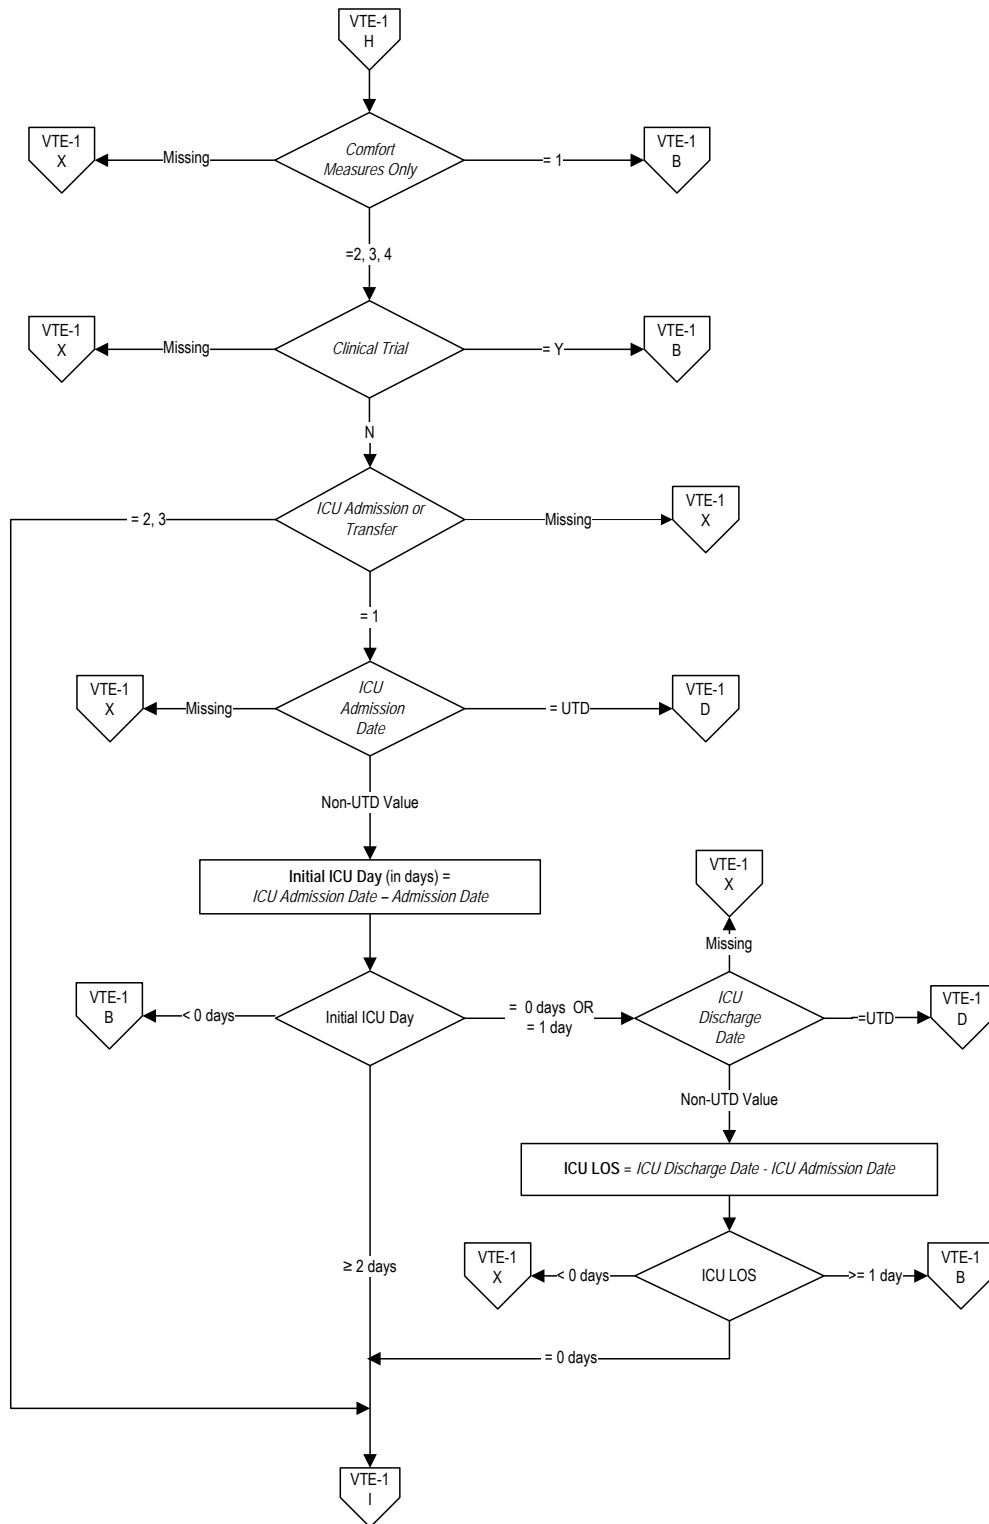 VTE-1
H
Comfort
Measures Only
VTE-1
X
Missing
= 1
VTE-1
B
=2, 3, 4
VTE-1
X
Missing
Clinical Trial
= Y
VTE-1
B
N
= 2, 3
ICU Admission or
Transfer
Missing
VTE-1
X
= 1
VTE-1
X
Missing
ICU
Admission
Date
= UTD
VTE-1
D
Non-UTD Value
Initial ICU Day (in days) =
ICU Admission Date – Admission Date
VTE-1
X
Missing
VTE-1
B
< 0 days
Initial ICU Day
= 0 days OR
= 1 day
ICU
Discharge
Date
=UTD
VTE-1
D
Non-UTD Value
ICU LOS = ICU Discharge Date - ICU Admission Date
≥ 2 days
VTE-1
X
< 0 days
ICU LOS
>= 1 day
VTE-1
B
= 0 days
VTE-1
I